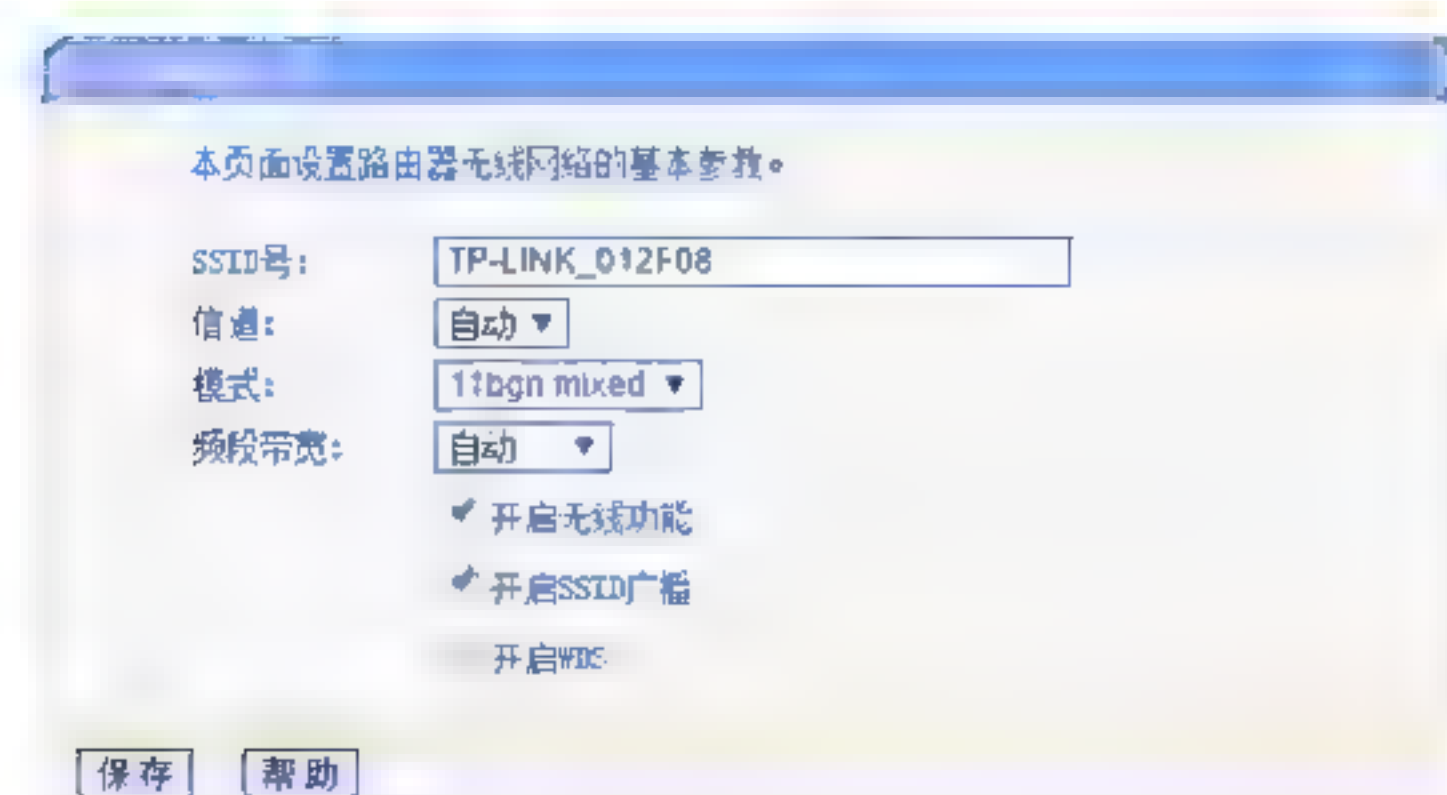 本页面设置路由器无线网络的基本参数。
SSID号: TP-LINK_012F08
信道: 自动
模式: 11bgn mixed
频段带宽: 自动
开启无线功能
开启SSID广播
开启WDS
保存 帮助